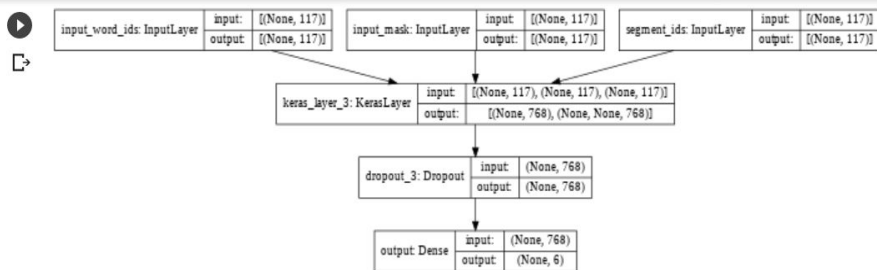 input_word_ids: InputLayer input: [(None, 117)] output: [(None, 117)]
input_mask: InputLayer input: [(None, 117)] output: [(None, 117)]
segment_ids: InputLayer input: [(None, 117)] output: [(None, 117)]
keras_layer_3: KerasLayer input: [(None, 117), (None, 117), (None, 117)]
output: [(None, 768), (None, None, 768)]
dropout_3: Dropout input: (None, 768)
output: (None, 768)
output: Dense input: (None, 768)
output: (None, 6)